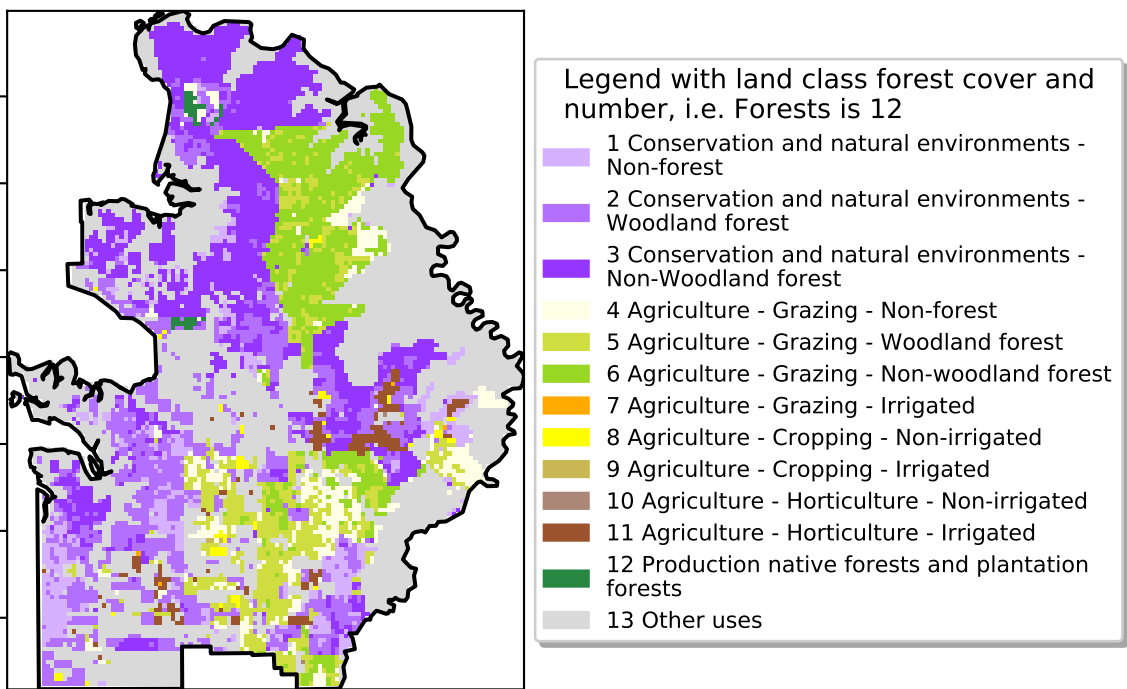 Legend with land class forest cover and
number, i.e. Forests is 12
1 Conservation and natural environments -
Non-forest
2 Conservation and natural environments -
Woodland forest
3 Conservation and natural environments -
Non-Woodland forest
4 Agriculture - Grazing - Non-forest
5 Agriculture - Grazing - Woodland forest
6 Agriculture - Grazing - Non-woodland forest
7 Agriculture - Grazing - Irrigated
8 Agriculture - Cropping - Non-irrigated
9 Agriculture - Cropping - Irrigated
10 Agriculture - Horticulture - Non-irrigated
11 Agriculture - Horticulture - Irrigated
12 Production native forests and plantation
forests
13 Other uses